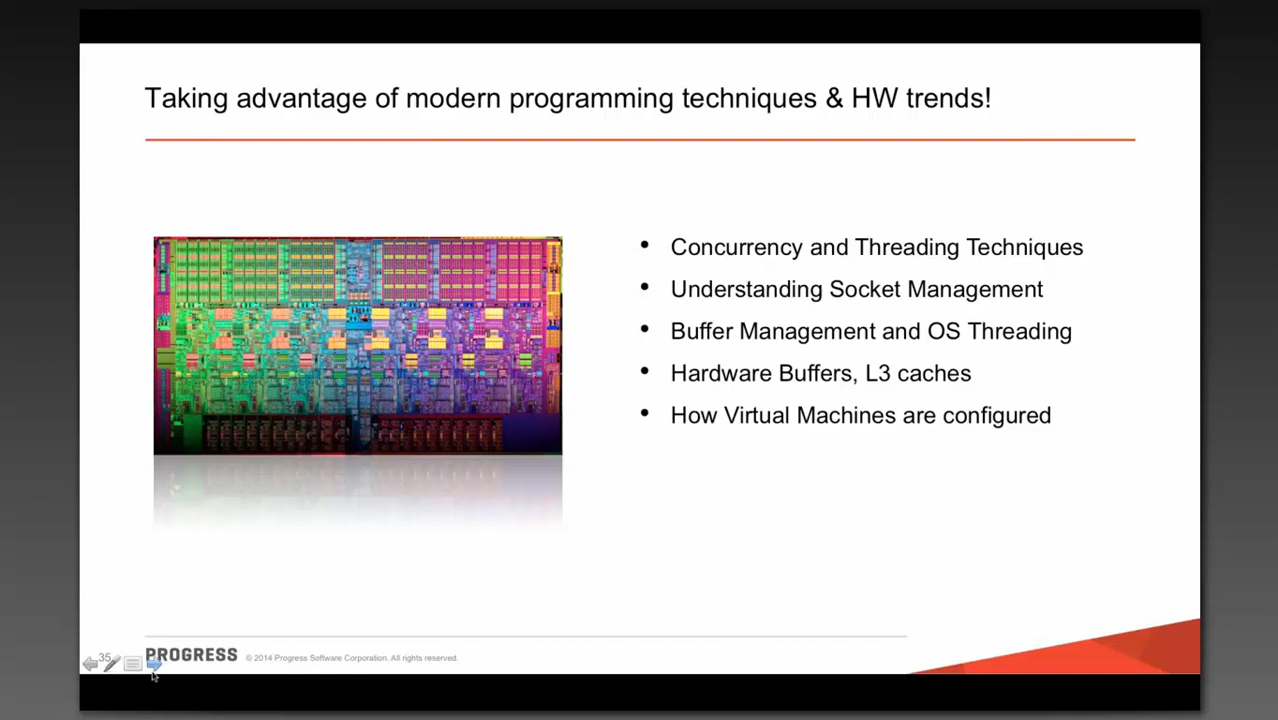 Taking advantage of modern programming techniques & HW trends!
• Concurrency and Threading Techniques
• Understanding Socket Management
• Buffer Management and OS Threading
• Hardware Buffers, L3 caches
• How Virtual Machines are configured
35
PROGRESS © 2014 Progress Software Corporation. All rights reserved.